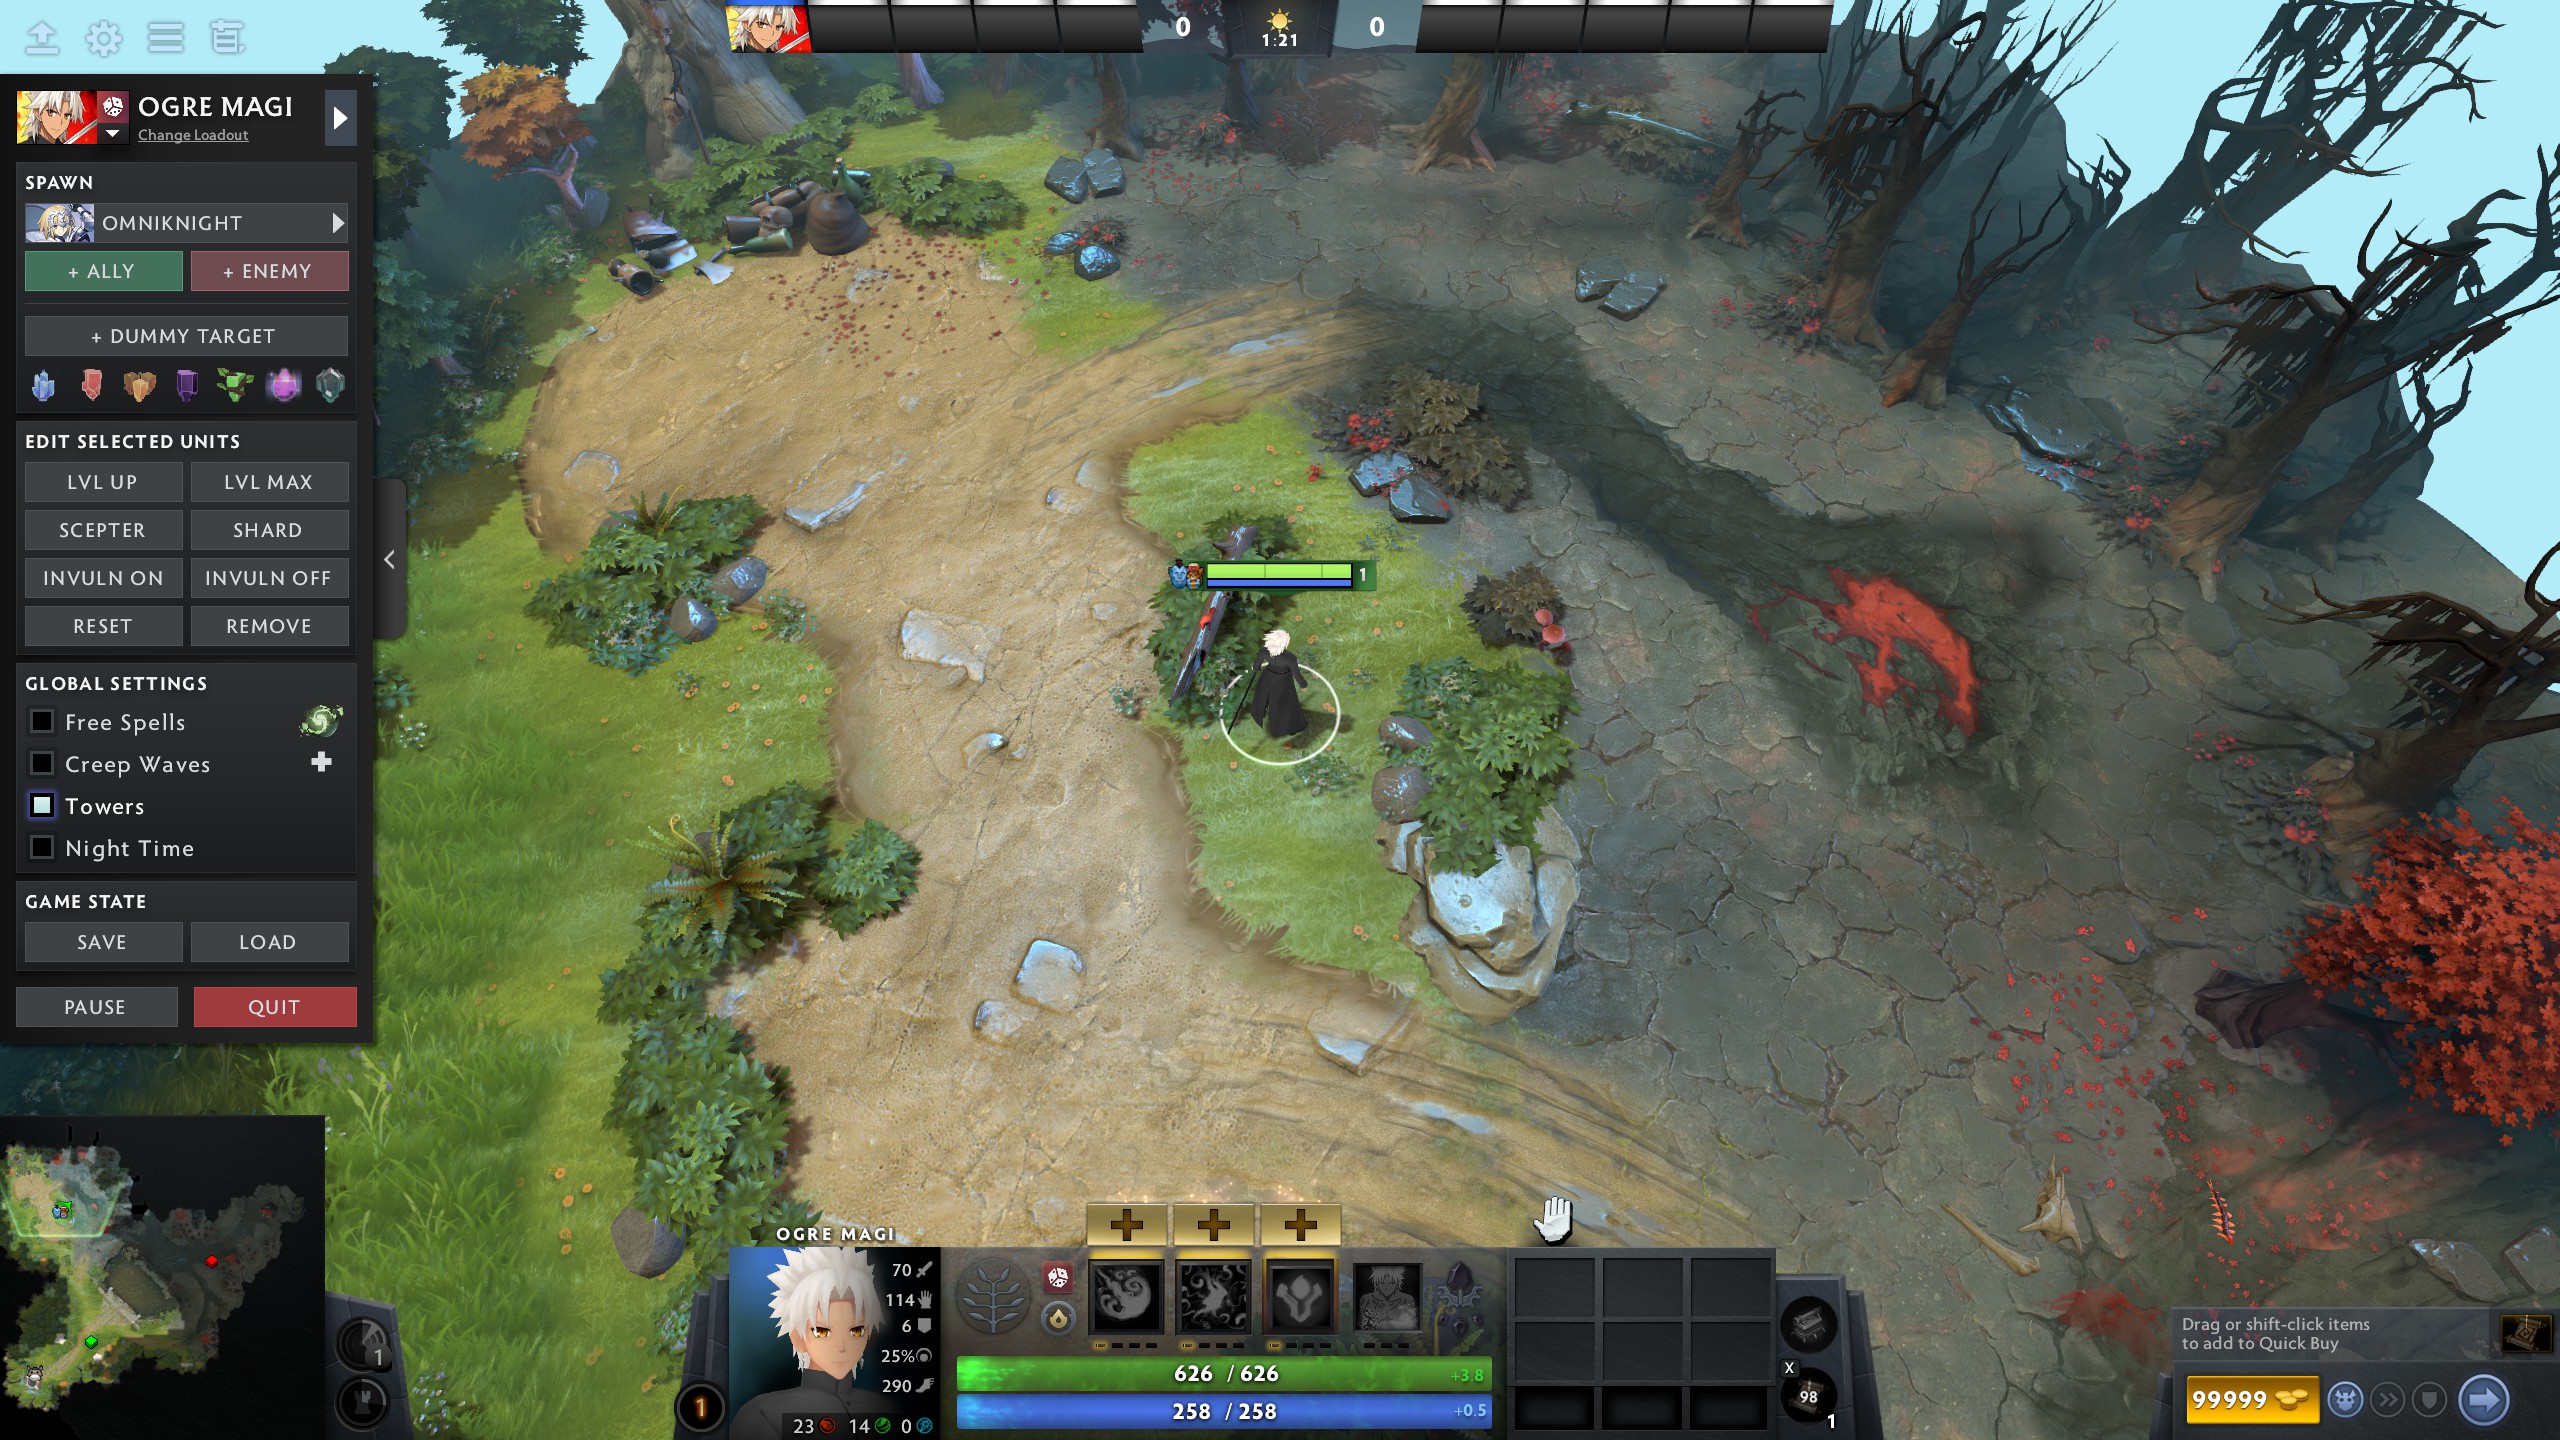 0
1:21
0
OGRE MAGI
Change Loadout
SPAWN
OMNIKNIGHT
+ ALLY
+ ENEMY
+ DUMMY TARGET
EDIT SELECTED UNITS
LVL UP
LVL MAX
SCEPTER
SHARD
INVULN ON
INVULN OFF
RESET
REMOVE
GLOBAL SETTINGS
Free Spells
Creep Waves
Towers
Night Time
GAME STATE
SAVE
LOAD
PAUSE
QUIT
1
OGRE MAGI
70
114
6
25%
290
23
14
0
1
1
626 / 626
+3.8
258 / 258
+0.5
X
98
1
Drag or shift-click items
to add to Quick Buy
99999